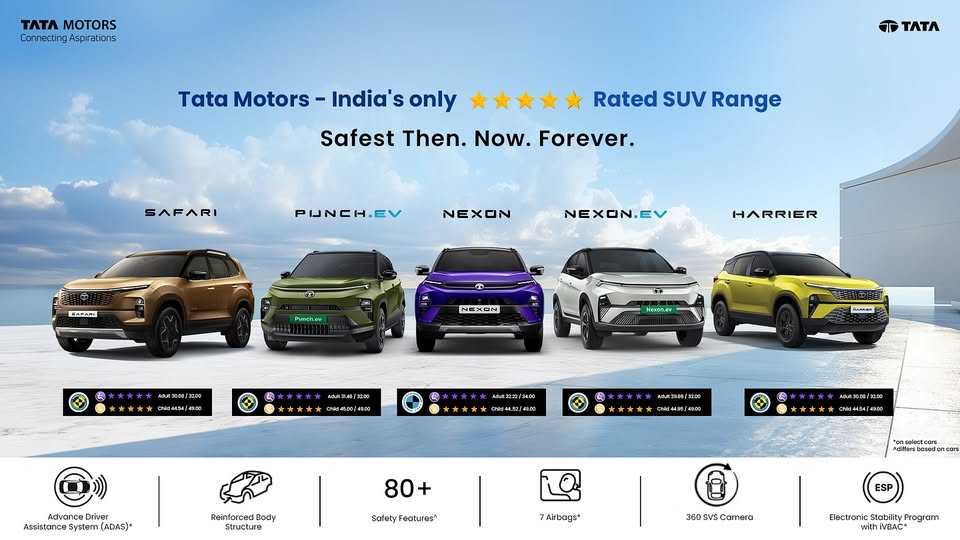 TATA MOTORS
Connecting Aspirations
TATA
Tata Motors - India's only Rated SUV Range
Safest Then. Now. Forever.
SAFARI
PUNCH.EV
NEXON
NEXON.EV
HARRIER
SAFARI
Punch.ev
NEXON
Nexon.ev
HARRIER
Adult 30.08 / 32.00
Child 44.54 / 49.00
Adult 31.46 / 32.00
Child 45.00 / 49.00
Adult 32.22 / 34.00
Child 44.52 / 49.00
Adult 29.86 / 32.00
Child 44.95 / 49.00
Adult 30.08 / 32.00
Child 44.54 / 49.00
*on select cars
^differs based on cars
Advance Driver
Assistance System (ADAS)*
Reinforced Body
Structure
80+
Safety Features^
7 Airbags*
360 SVS Camera
ESP
Electronic Stability Program
with iVBAC*